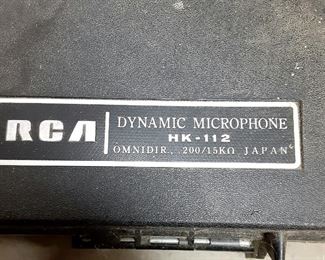 RCA
DYNAMIC MICROPHONE
HK-112
OMNIDIR., 200/15KΩ JAPAN